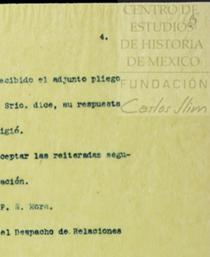 4.
CENTRO DE
ESTUDIOS
DE HISTORIA
DE MEXICO
FUNDACIÓN
Carlos Slim
ecibido el adjunto pliego
Srio. dice, su respuesta
igió.
ceptar las reiteradas segu-
ación.
F. S. Mora.
el Despacho de Relaciones